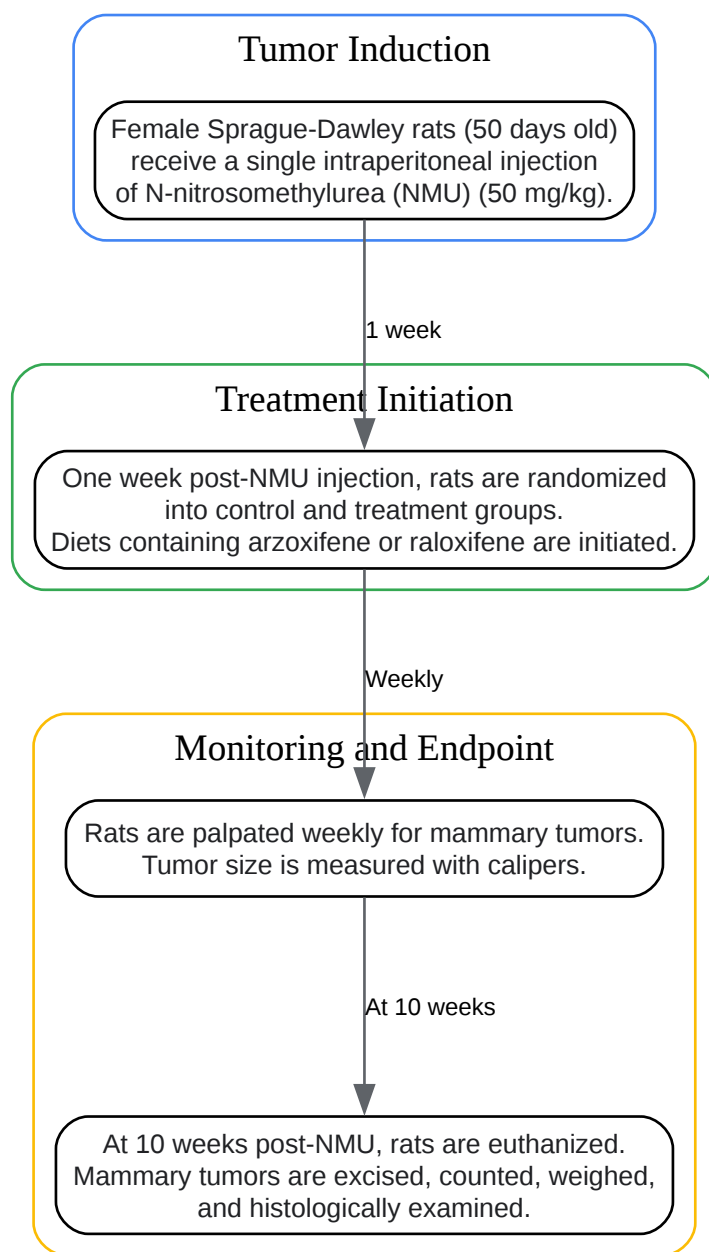 Tumor Induction
Female Sprague-Dawley rats (50 days old)
receive a single intraperitoneal injection
of N-nitrosomethylurea (NMU) (50 mg/kg).
1 week
Treatment Initiation
One week post-NMU injection, rats are randomized
into control and treatment groups.
Diets containing arzoxifene or raloxifene are initiated.
Weekly
Monitoring and Endpoint
Rats are palpated weekly for mammary tumors.
Tumor size is measured with calipers.
At 10 weeks
At 10 weeks post-NMU, rats are euthanized.
Mammary tumors are excised, counted, weighed,
and histologically examined.